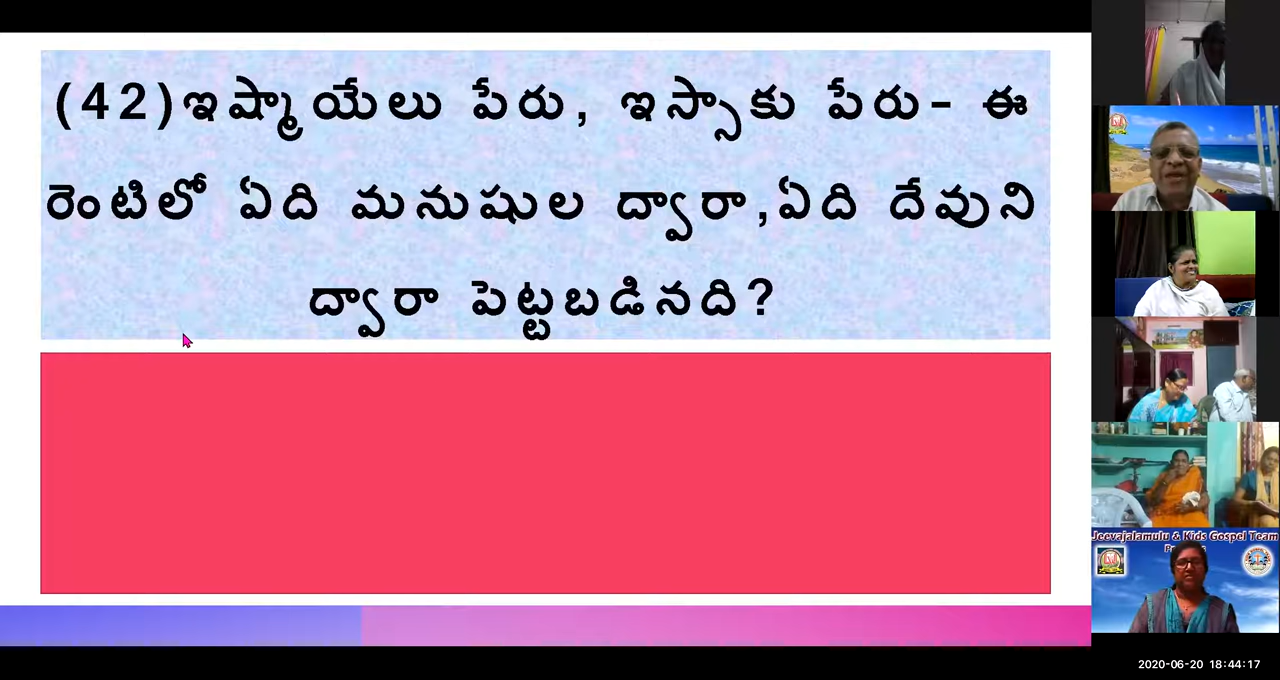 (42)ఇష్మాయేలు పేరు, ఇస్సాకు పేరు- ఈ
రెంటిలో ఏది మనుషుల ద్వారా,ఏది దేవుని
ద్వారా పెట్టబడినది?
Jeevajalamulu & Kids Gospel Team
2020-06-20 18:44:17